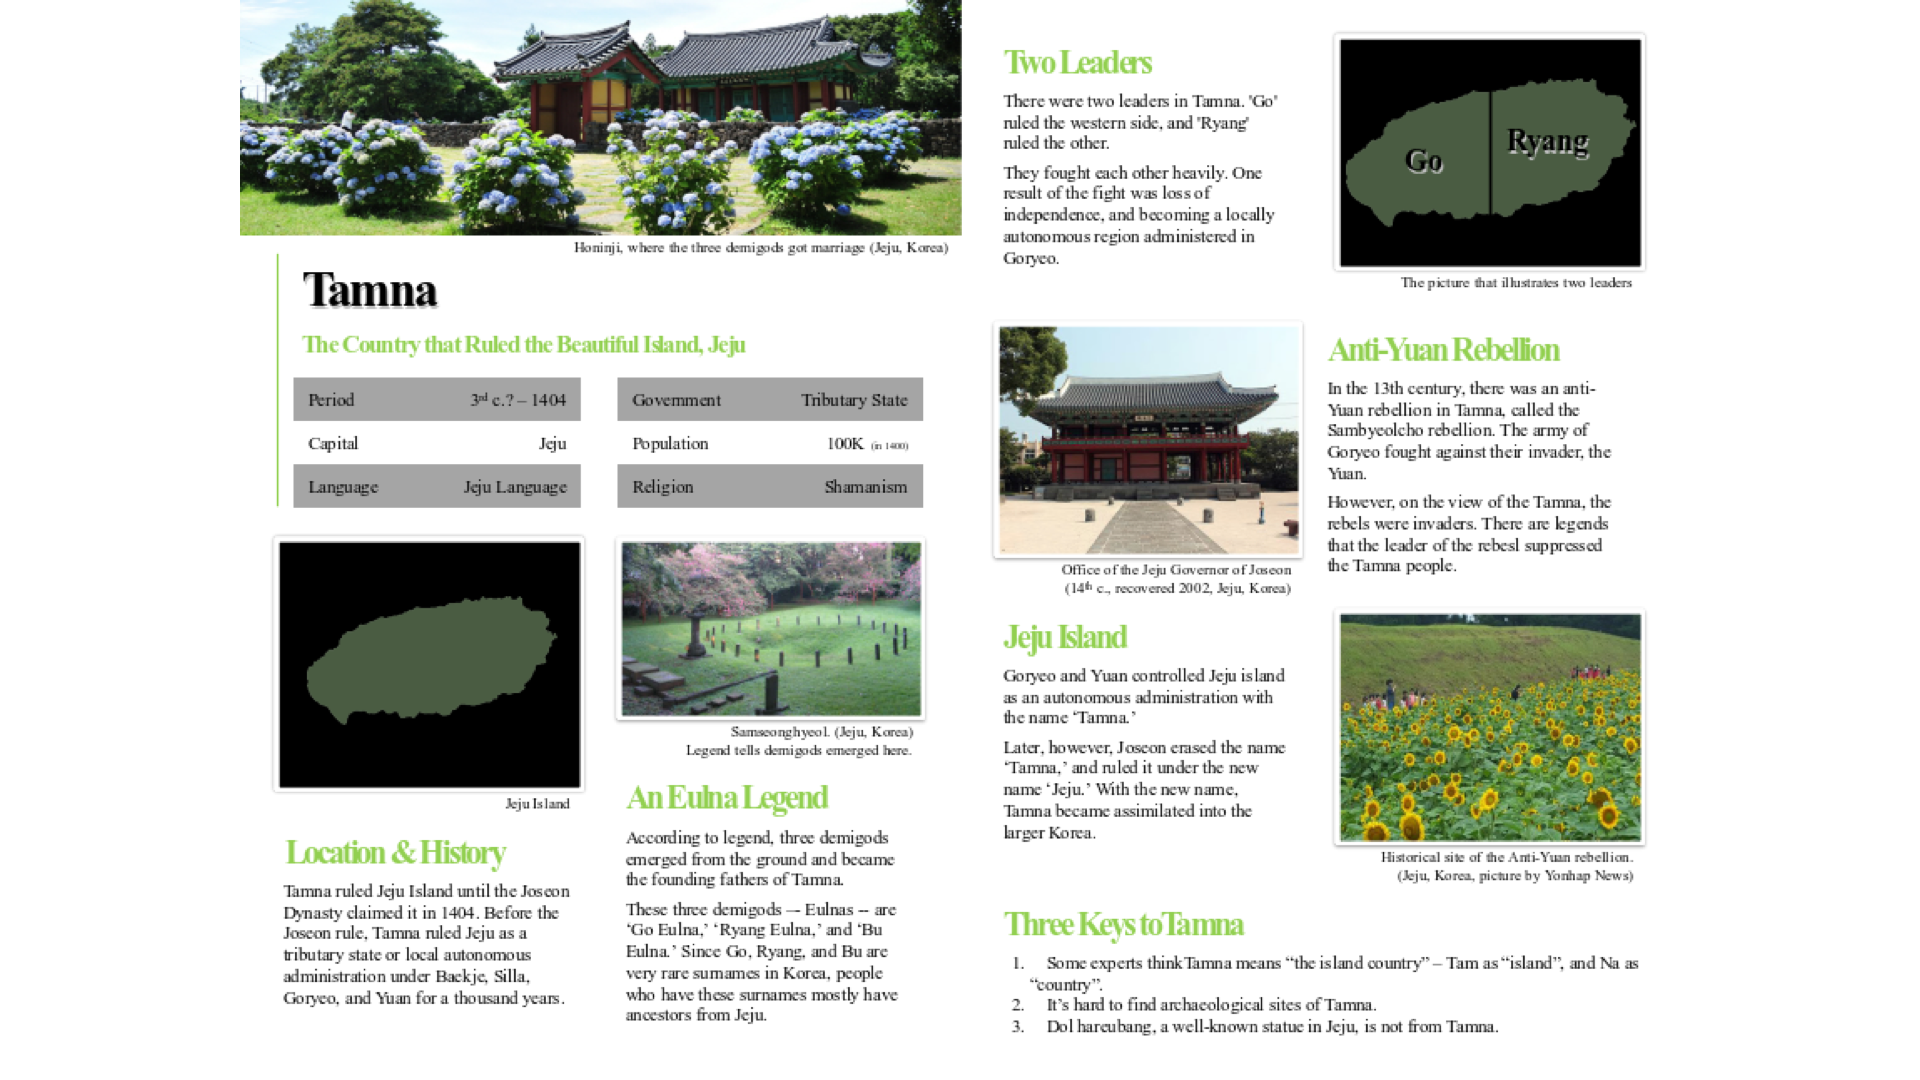 Honinji, where the three demigods got marriage (Jeju, Korea)
Tamna
The Country that Ruled the Beautiful Island, Jeju
Period 3rd c.? – 1404
Capital Jeju
Language Jeju Language
Government Tributary State
Population 100K (in 1400)
Religion Shamanism
Jeju Island
Location & History
Tamna ruled Jeju Island until the Joseon
Dynasty claimed it in 1404. Before the
Joseon rule, Tamna ruled Jeju as a
tributary state or local autonomous
administration under Baekje, Silla,
Goryeo, and Yuan for a thousand years.
Samseonghyeol. (Jeju, Korea)
Legend tells demigods emerged here.
An Eulna Legend
According to legend, three demigods
emerged from the ground and became
the founding fathers of Tamna.
These three demigods –- Eulnas -- are
‘Go Eulna,’ ‘Ryang Eulna,’ and ‘Bu
Eulna.’ Since Go, Ryang, and Bu are
very rare surnames in Korea, people
who have these surnames mostly have
ancestors from Jeju.
Two Leaders
There were two leaders in Tamna. 'Go'
ruled the western side, and 'Ryang'
ruled the other.
They fought each other heavily. One
result of the fight was loss of
independence, and becoming a locally
autonomous region administered in
Goryeo.
Go
Ryang
The picture that illustrates two leaders
Office of the Jeju Governor of Joseon
(14th c., recovered 2002, Jeju, Korea)
Anti-Yuan Rebellion
In the 13th century, there was an anti-
Yuan rebellion in Tamna, called the
Sambyeolcho rebellion. The army of
Goryeo fought against their invader, the
Yuan.
However, on the view of the Tamna, the
rebels were invaders. There are legends
that the leader of the rebesl suppressed
the Tamna people.
Jeju Island
Goryeo and Yuan controlled Jeju island
as an autonomous administration with
the name ‘Tamna.’
Later, however, Joseon erased the name
‘Tamna,’ and ruled it under the new
name ‘Jeju.’ With the new name,
Tamna became assimilated into the
larger Korea.
Historical site of the Anti-Yuan rebellion.
(Jeju, Korea, picture by Yonhap News)
Three Keys to Tamna
1. Some experts think Tamna means “the island country” – Tam as “island”, and Na as
“country”.
2. It’s hard to find archaeological sites of Tamna.
3. Dol hareubang, a well-known statue in Jeju, is not from Tamna.